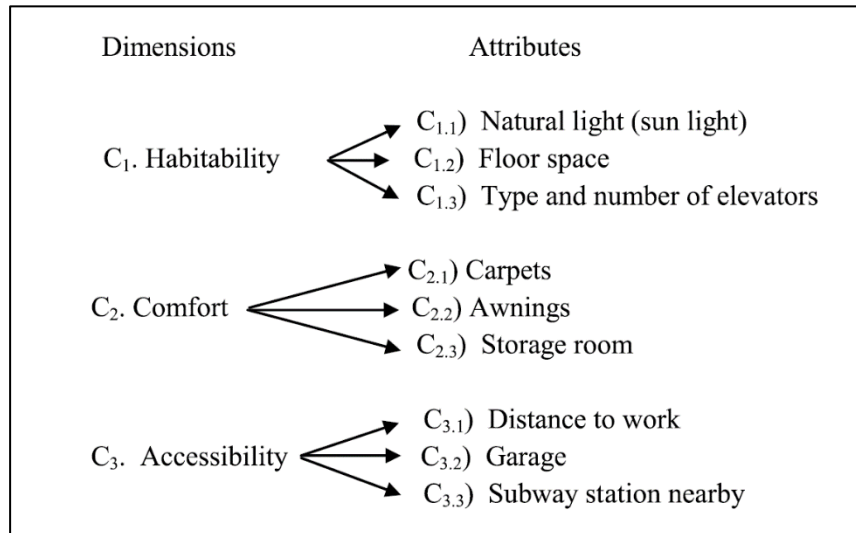 Dimensions Attributes
C1.1) Natural light (sun light)
C1. Habitability C1.2) Floor space
C1.3) Type and number of elevators
C2.1) Carpets
C2. Comfort C2.2) Awnings
C2.3) Storage room
C3.1) Distance to work
C3. Accessibility C3.2) Garage
C3.3) Subway station nearby